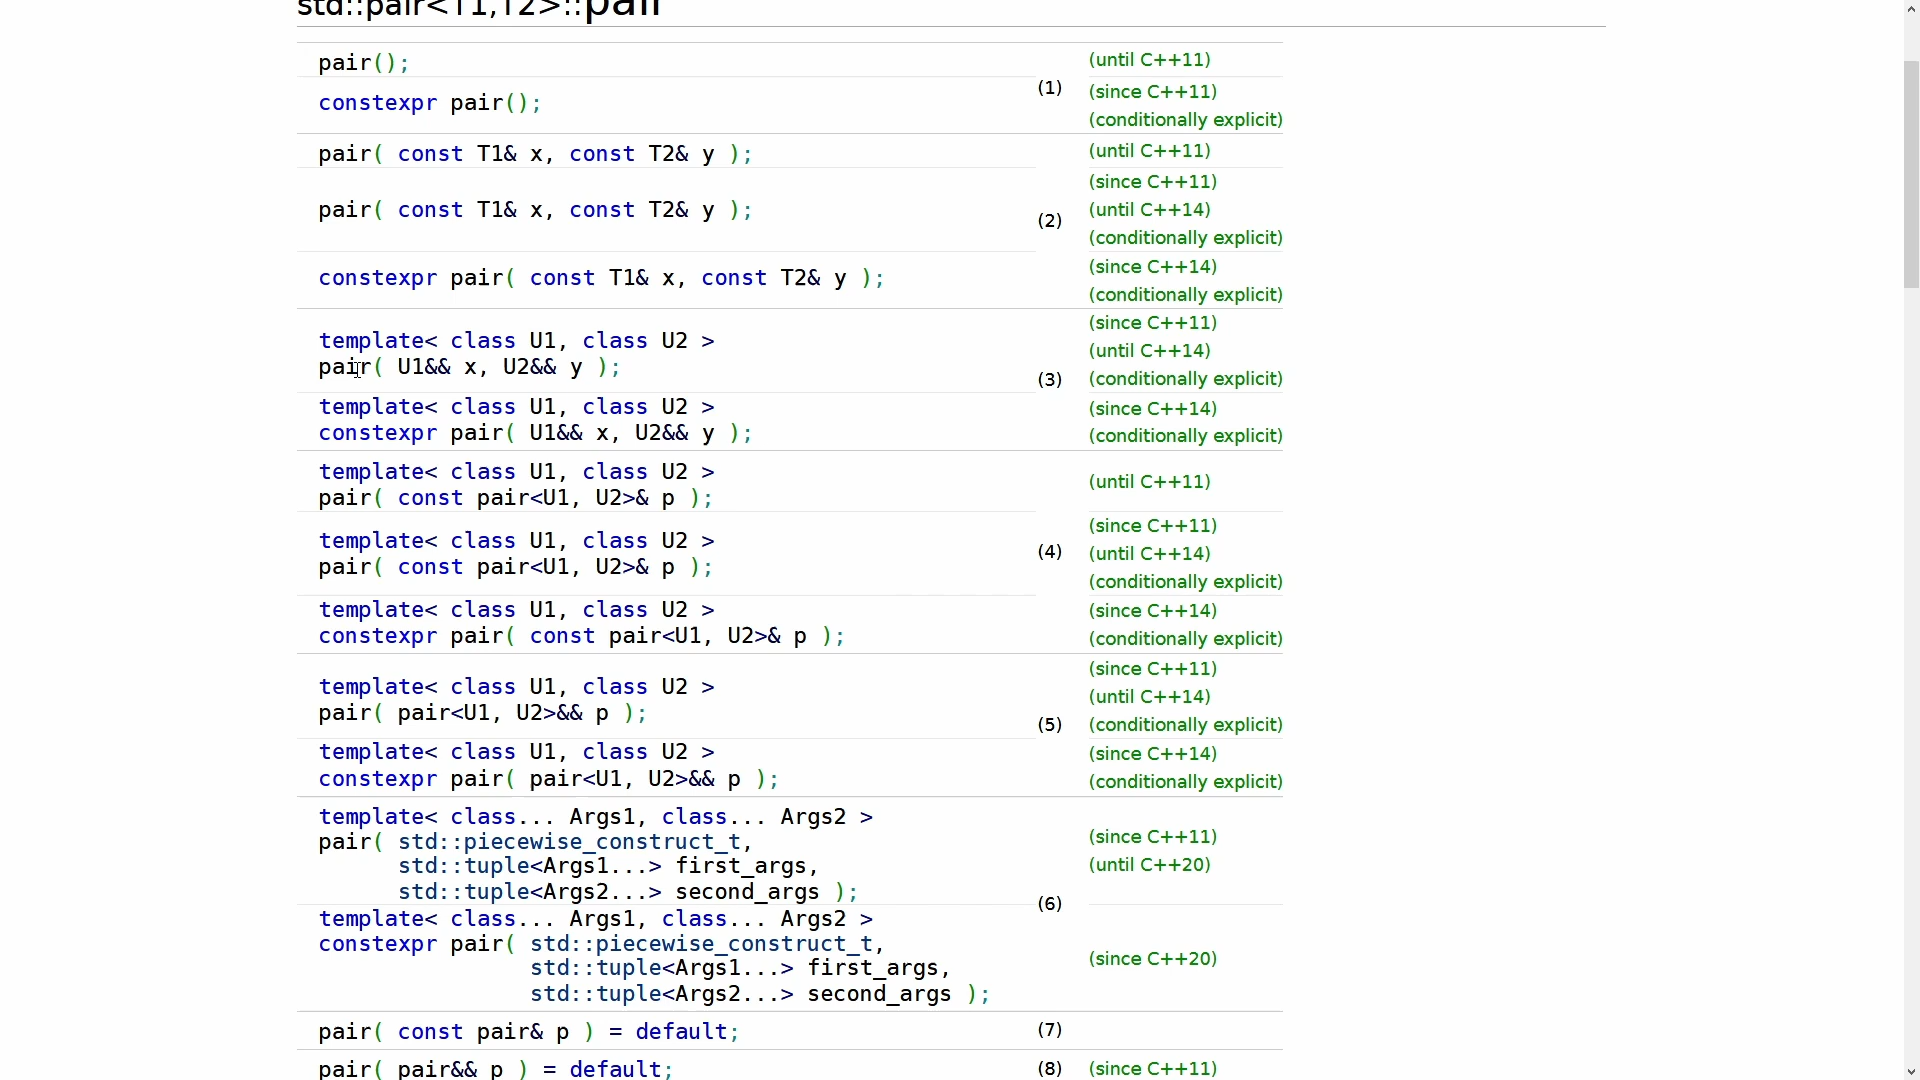 std::pair<T1,T2>::pair
pair();
(until C++11)
(1)
constexpr pair();
(since C++11)
(conditionally explicit)
pair( const T1& x, const T2& y );
(until C++11)
(since C++11)
pair( const T1& x, const T2& y );
(2)
(until C++14)
(conditionally explicit)
constexpr pair( const T1& x, const T2& y );
(since C++14)
(conditionally explicit)
template< class U1, class U2 >
pair( U1&& x, U2&& y );
(3)
(since C++11)
(until C++14)
(conditionally explicit)
template< class U1, class U2 >
constexpr pair( U1&& x, U2&& y );
(since C++14)
(conditionally explicit)
template< class U1, class U2 >
pair( const pair<U1, U2>& p );
(until C++11)
template< class U1, class U2 >
pair( const pair<U1, U2>& p );
(4)
(since C++11)
(until C++14)
(conditionally explicit)
template< class U1, class U2 >
constexpr pair( const pair<U1, U2>& p );
(since C++14)
(conditionally explicit)
template< class U1, class U2 >
pair( pair<U1, U2>&& p );
(5)
(since C++11)
(until C++14)
(conditionally explicit)
template< class U1, class U2 >
constexpr pair( pair<U1, U2>&& p );
(since C++14)
(conditionally explicit)
template< class... Args1, class... Args2 >
pair( std::piecewise_construct_t,
std::tuple<Args1...> first_args,
std::tuple<Args2...> second_args );
(6)
(since C++11)
(until C++20)
template< class... Args1, class... Args2 >
constexpr pair( std::piecewise_construct_t,
std::tuple<Args1...> first_args,
std::tuple<Args2...> second_args );
(since C++20)
pair( const pair& p ) = default;
(7)
pair( pair&& p ) = default;
(8)
(since C++11)